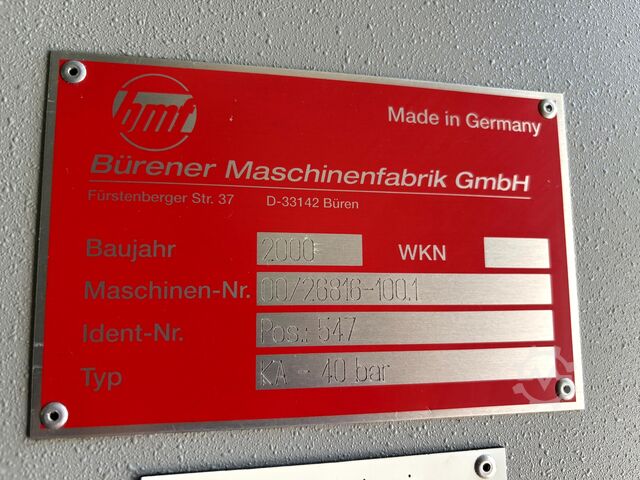 bmf
Made in Germany
Bürener Maschinenfabrik GmbH
Fürstenberger Str. 37 D-33142 Büren
Baujahr 2000 WKN
Maschinen-Nr. 00/26816-100.1
Ident-Nr. Pos.: 547
Typ KA - 40 bar